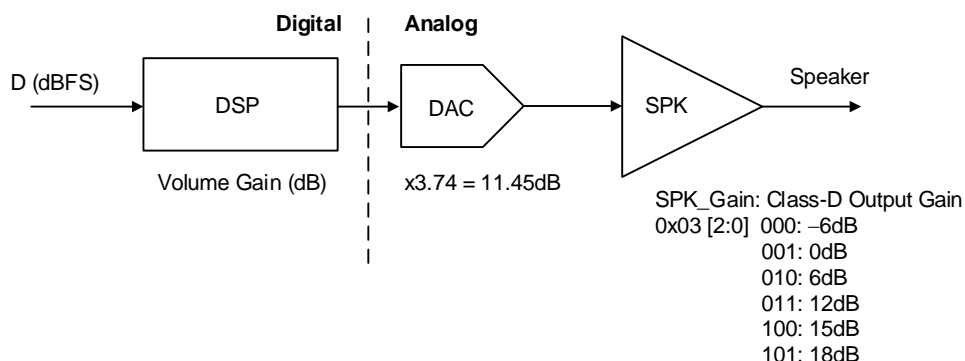 Digital Analog
D (dBFS)
DSP
DAC
SPK
Speaker
Volume Gain (dB)
x3.74 = 11.45dB
SPK_Gain: Class-D Output Gain
0x03 [2:0] 000: –6dB
001: 0dB
010: 6dB
011: 12dB
100: 15dB
101: 18dB